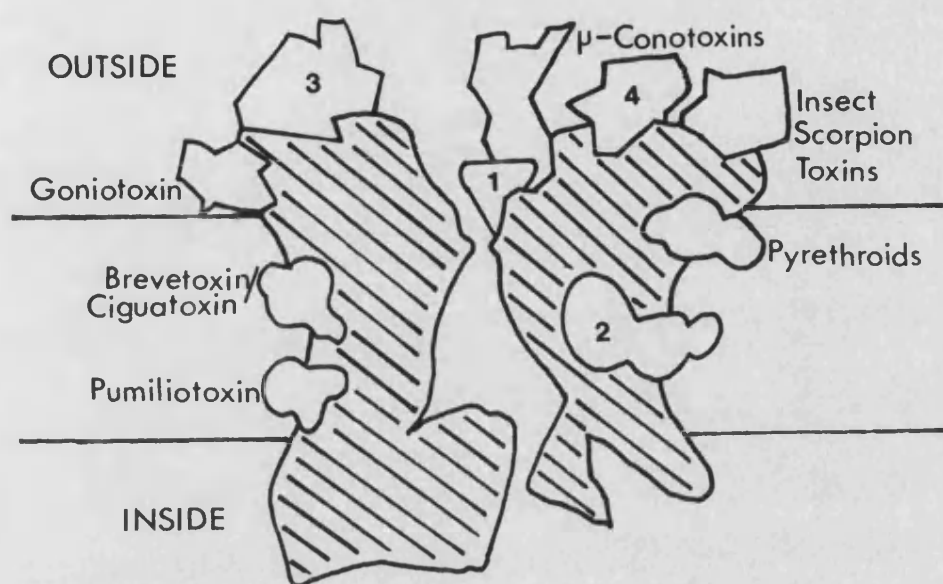 OUTSIDE
3
μ-Conotoxins
4
Insect
Scorpion
Toxins
Goniotoxin
1
Brevetoxin/
Ciguatoxin
Pyrethroids
2
Pumiliotoxin
INSIDE